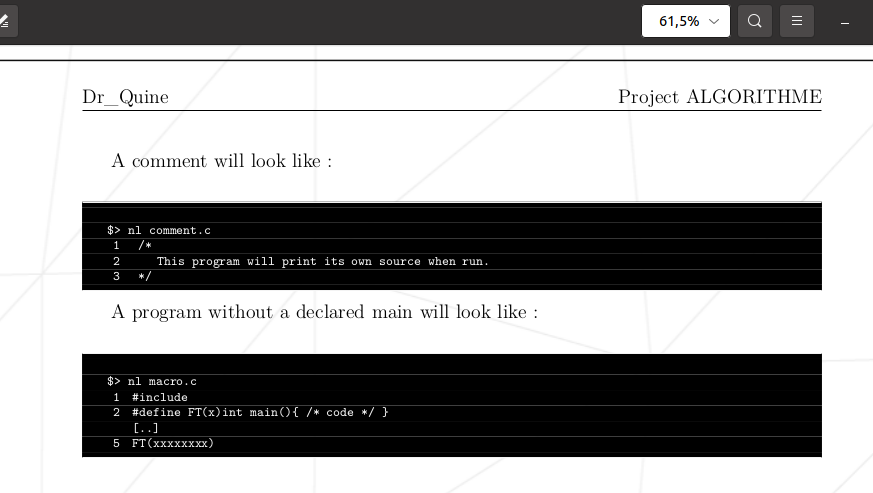 61,5%
Dr_Quine Project ALGORITHME
A comment will look like :
$> nl comment.c
1 /*
2 This program will print its own source when run.
3 */
A program without a declared main will look like :
$> nl macro.c
1 #include
2 #define FT(x)int main(){ /* code */ }
[..]
5 FT(xxxxxxxx)